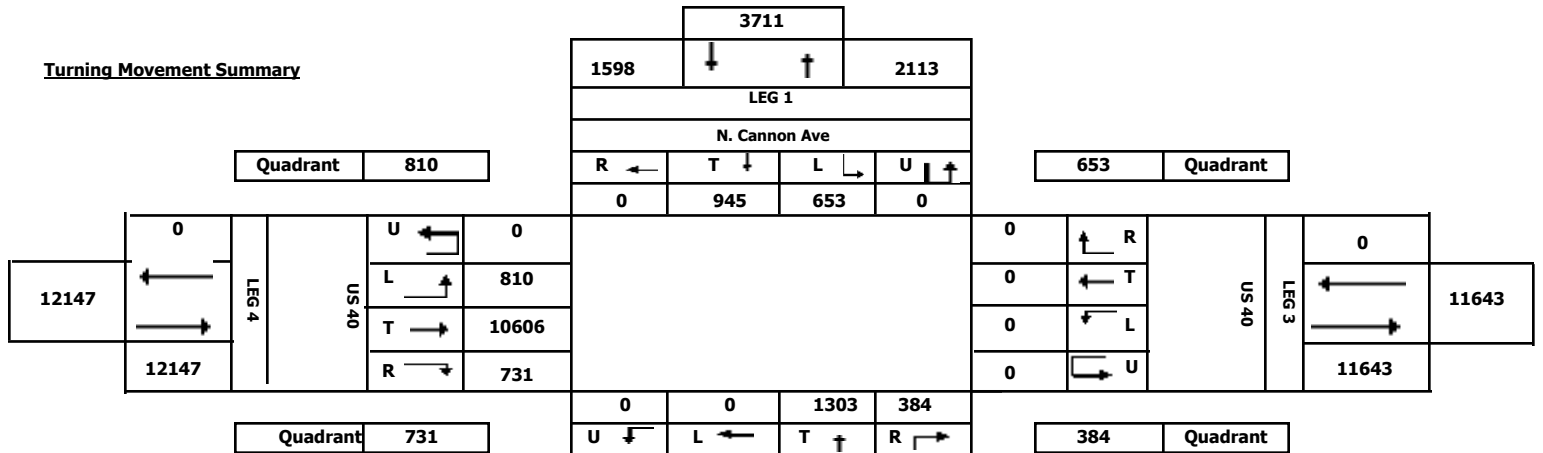 3711
Turning Movement Summary
1598 2113
LEG 1
N. Cannon Ave
Quadrant 810
R T L U
653 Quadrant
0 945 653 0
0
U 0
0 R
0
12147
LEG 4
US 40
L 810
0 T
US 40
LEG 3
11643
T 10606
0 L
12147
R 731
0 U
11643
0 0 1303 384
Quadrant 731
U L T R
384 Quadrant